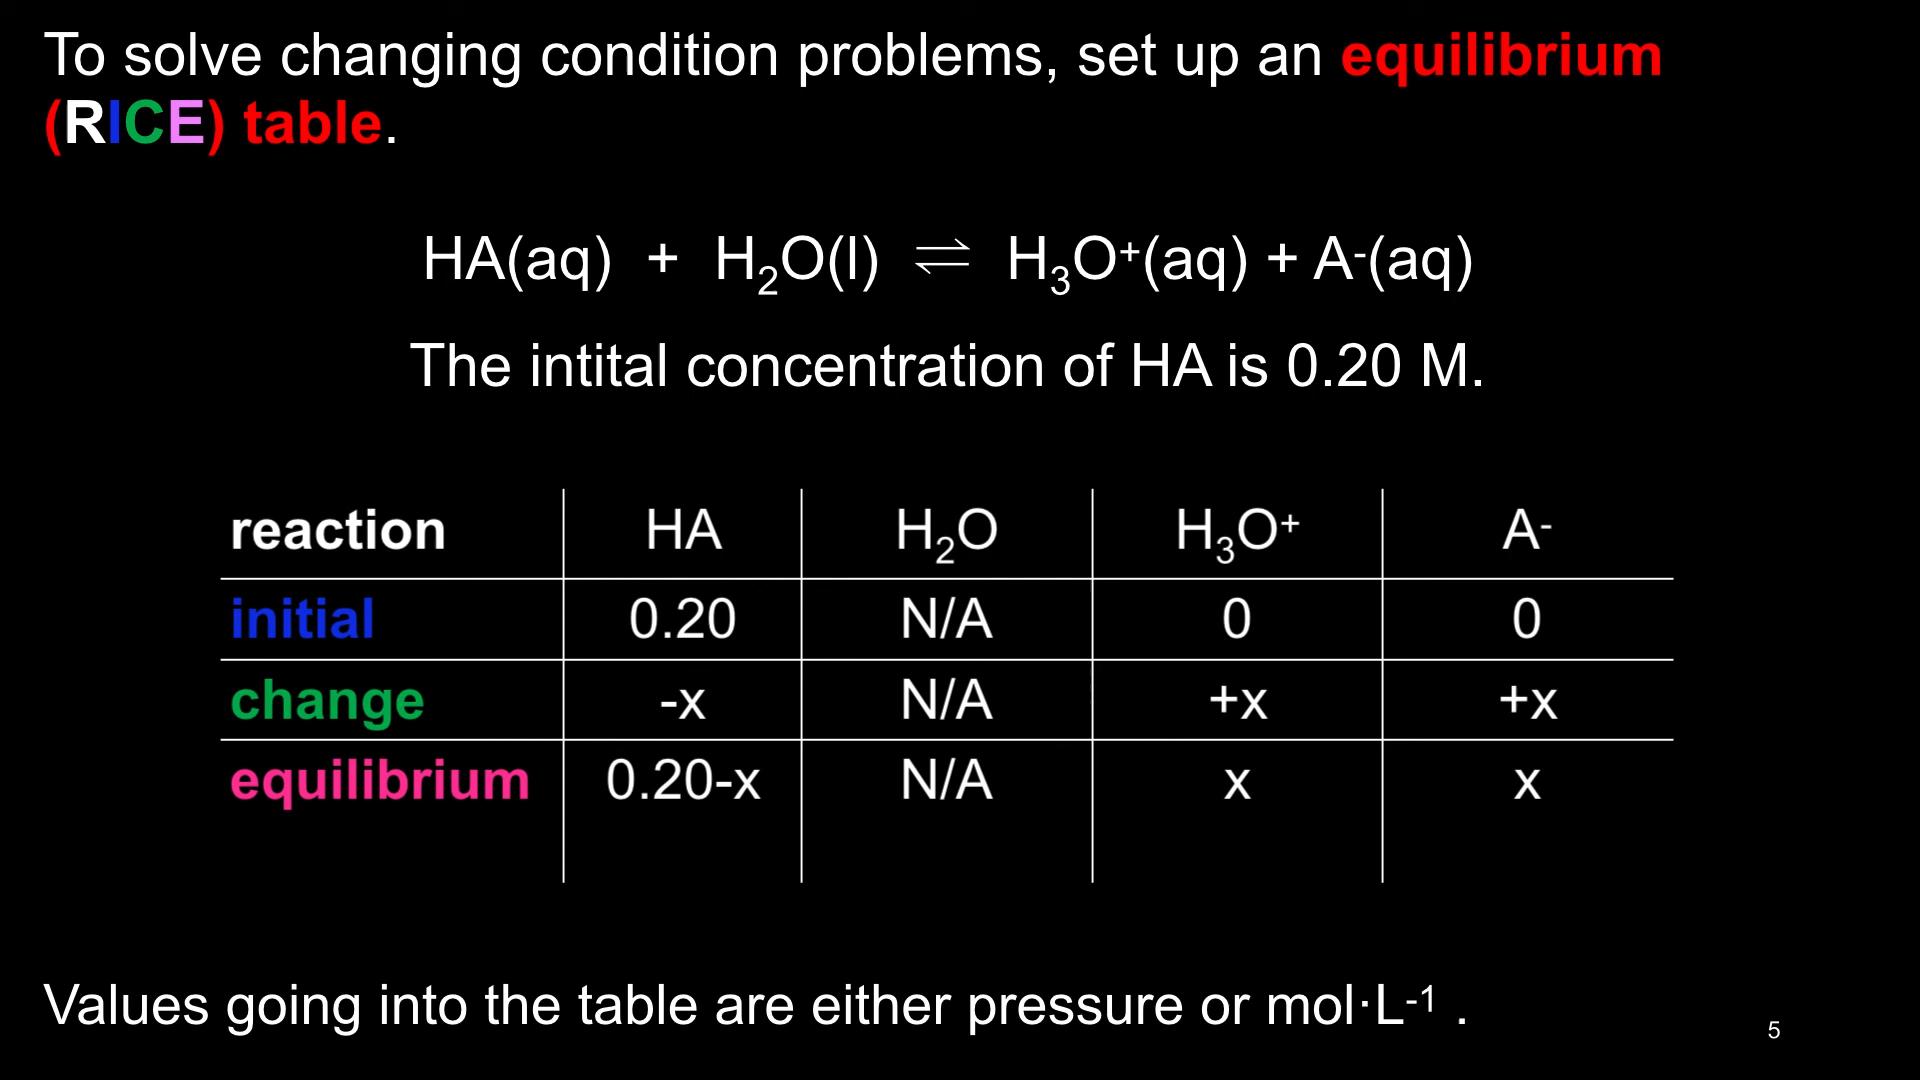 To solve changing condition problems, set up an equilibrium
(RICE) table.
HA(aq) + H₂O(l) ⇌ H₃O⁺(aq) + A⁻(aq)
The intital concentration of HA is 0.20 M.
reaction HA H₂O H₃O⁺ A⁻
initial 0.20 N/A 0 0
change -x N/A +x +x
equilibrium 0.20-x N/A x x
Values going into the table are either pressure or mol·L⁻¹ .
5